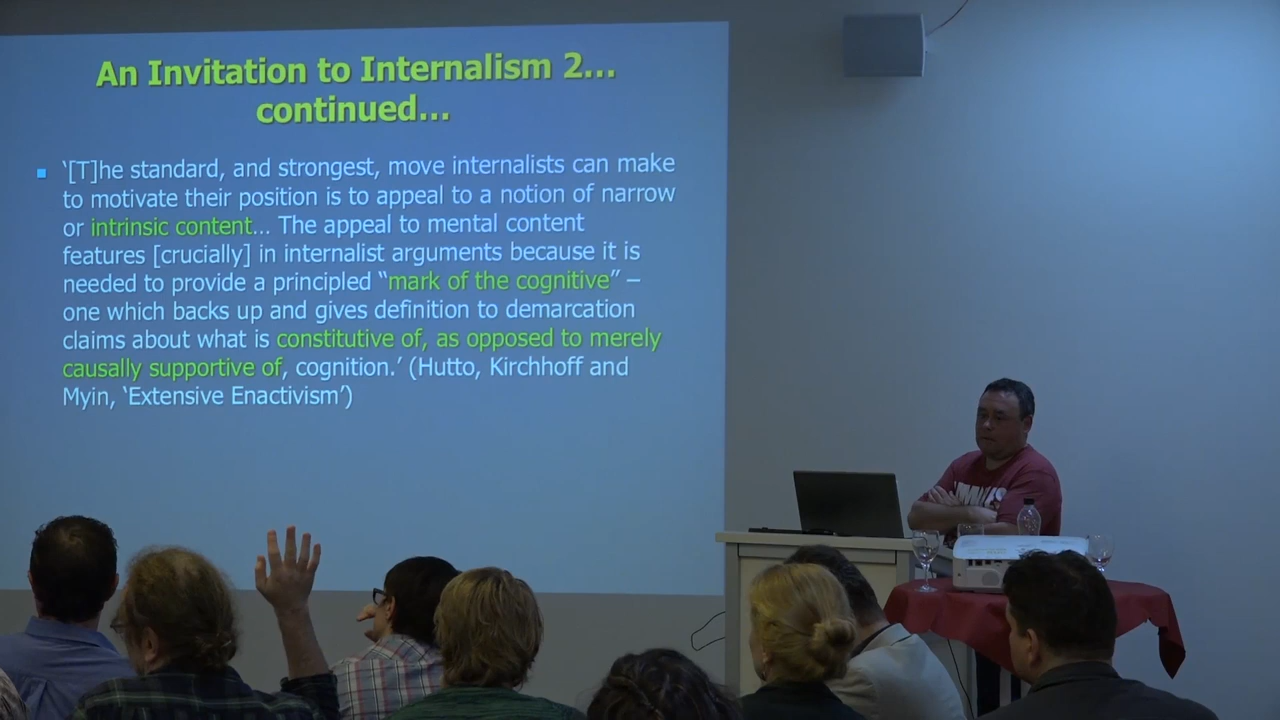 An Invitation to Internalism 2...
continued...
'[T]he standard, and strongest, move internalists can make
to motivate their position is to appeal to a notion of narrow
or intrinsic content... The appeal to mental content
features [crucially] in internalist arguments because it is
needed to provide a principled “mark of the cognitive” –
one which backs up and gives definition to demarcation
claims about what is constitutive of, as opposed to merely
causally supportive of, cognition.’ (Hutto, Kirchhoff and
Myin, ‘Extensive Enactivism’)